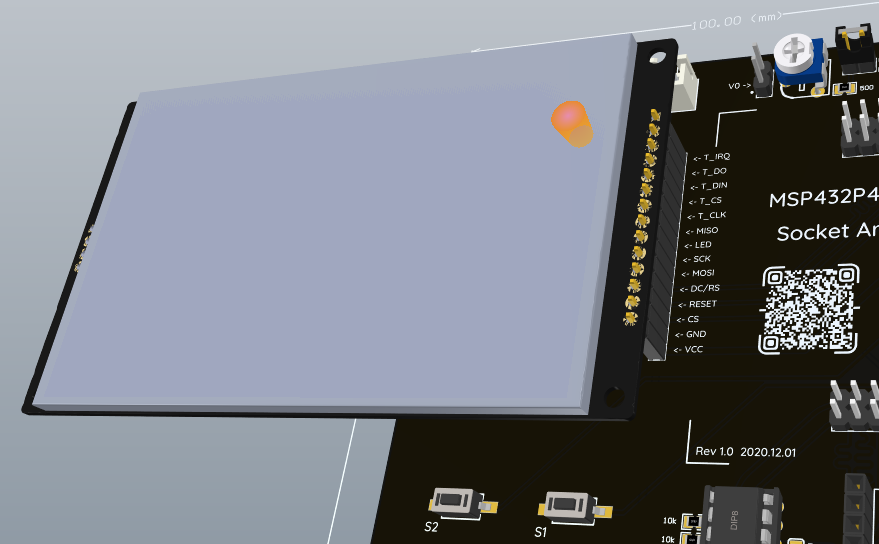 100.00 (mm)
V0 ->
500
<- T_IRQ
<- T_DO
<- T_DIN
<- T_CS
<- T_CLK
<- MISO
<- LED
<- SCK
<- MOSI
<- DC/RS
<- RESET
<- CS
<- GND
<- VCC
MSP432P4
Socket Ar
Rev 1.0 2020.12.01
S2
S1
10k
10k
DIP8